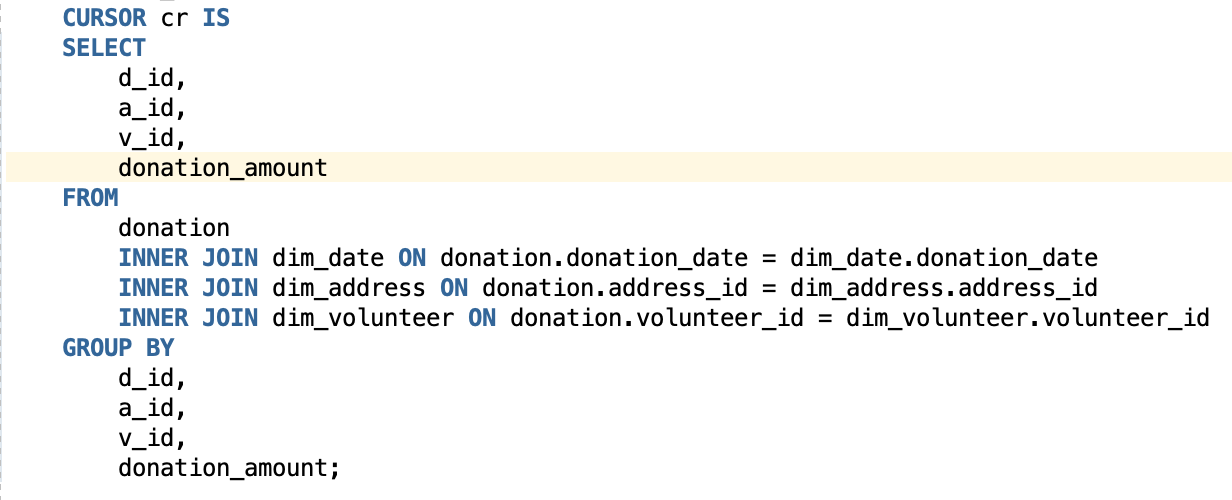 CURSOR cr IS
SELECT
d_id,
a_id,
v_id,
donation_amount
FROM
donation
INNER JOIN dim_date ON donation.donation_date = dim_date.donation_date
INNER JOIN dim_address ON donation.address_id = dim_address.address_id
INNER JOIN dim_volunteer ON donation.volunteer_id = dim_volunteer.volunteer_id
GROUP BY
d_id,
a_id,
v_id,
donation_amount;